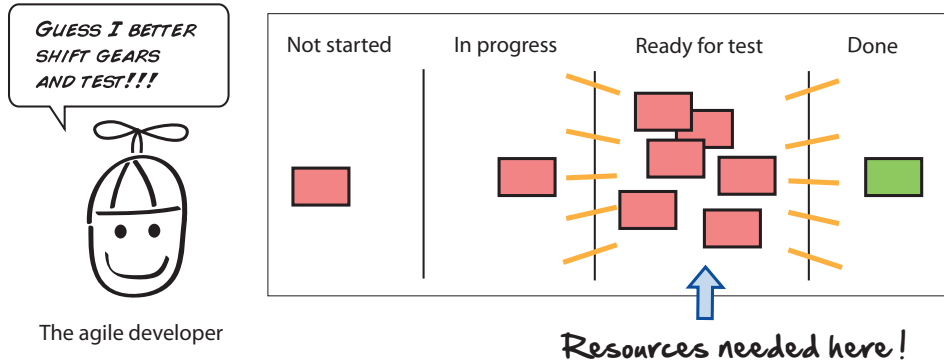 GUESS I BETTER
SHIFT GEARS
AND TEST!!!
The agile developer
Not started
In progress
Ready for test
Done
Resources needed here!